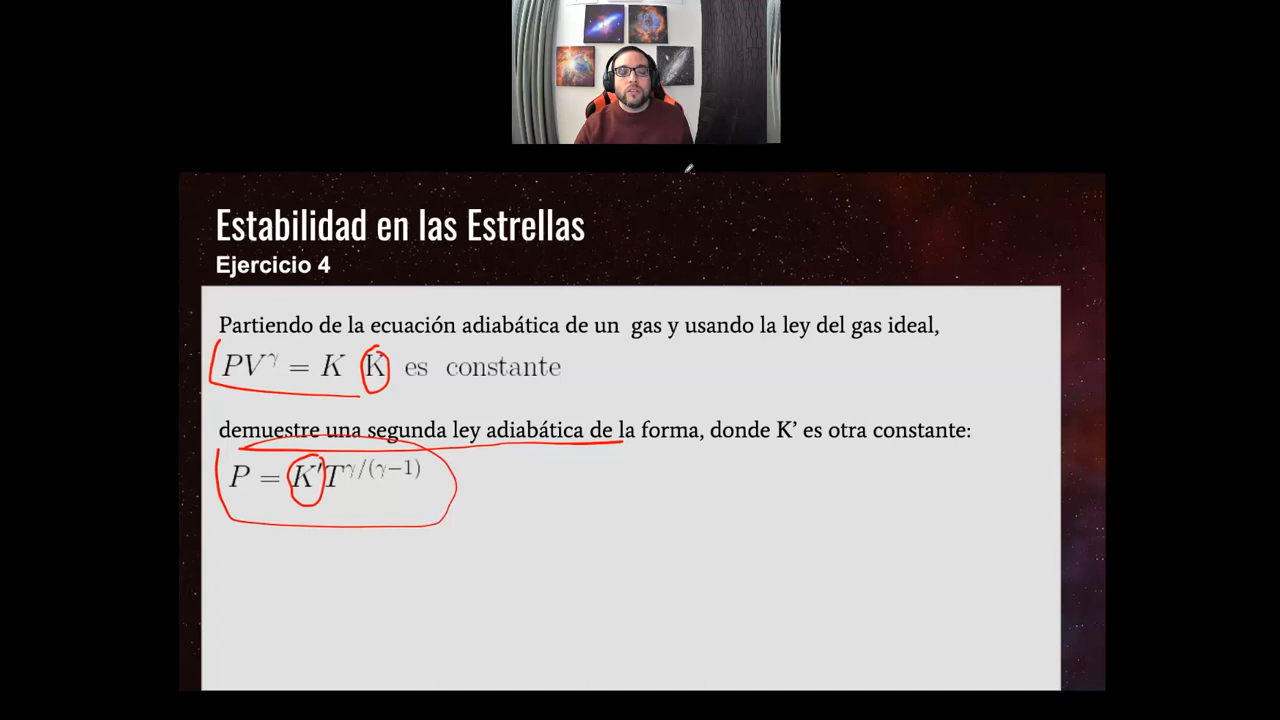 Estabilidad en las Estrellas
Ejercicio 4
Partiendo de la ecuación adiabática de un gas y usando la ley del gas ideal,
PV^γ = K K es constante
demuestre una segunda ley adiabática de la forma, donde K’ es otra constante:
P = K′T^γ/(γ−1)